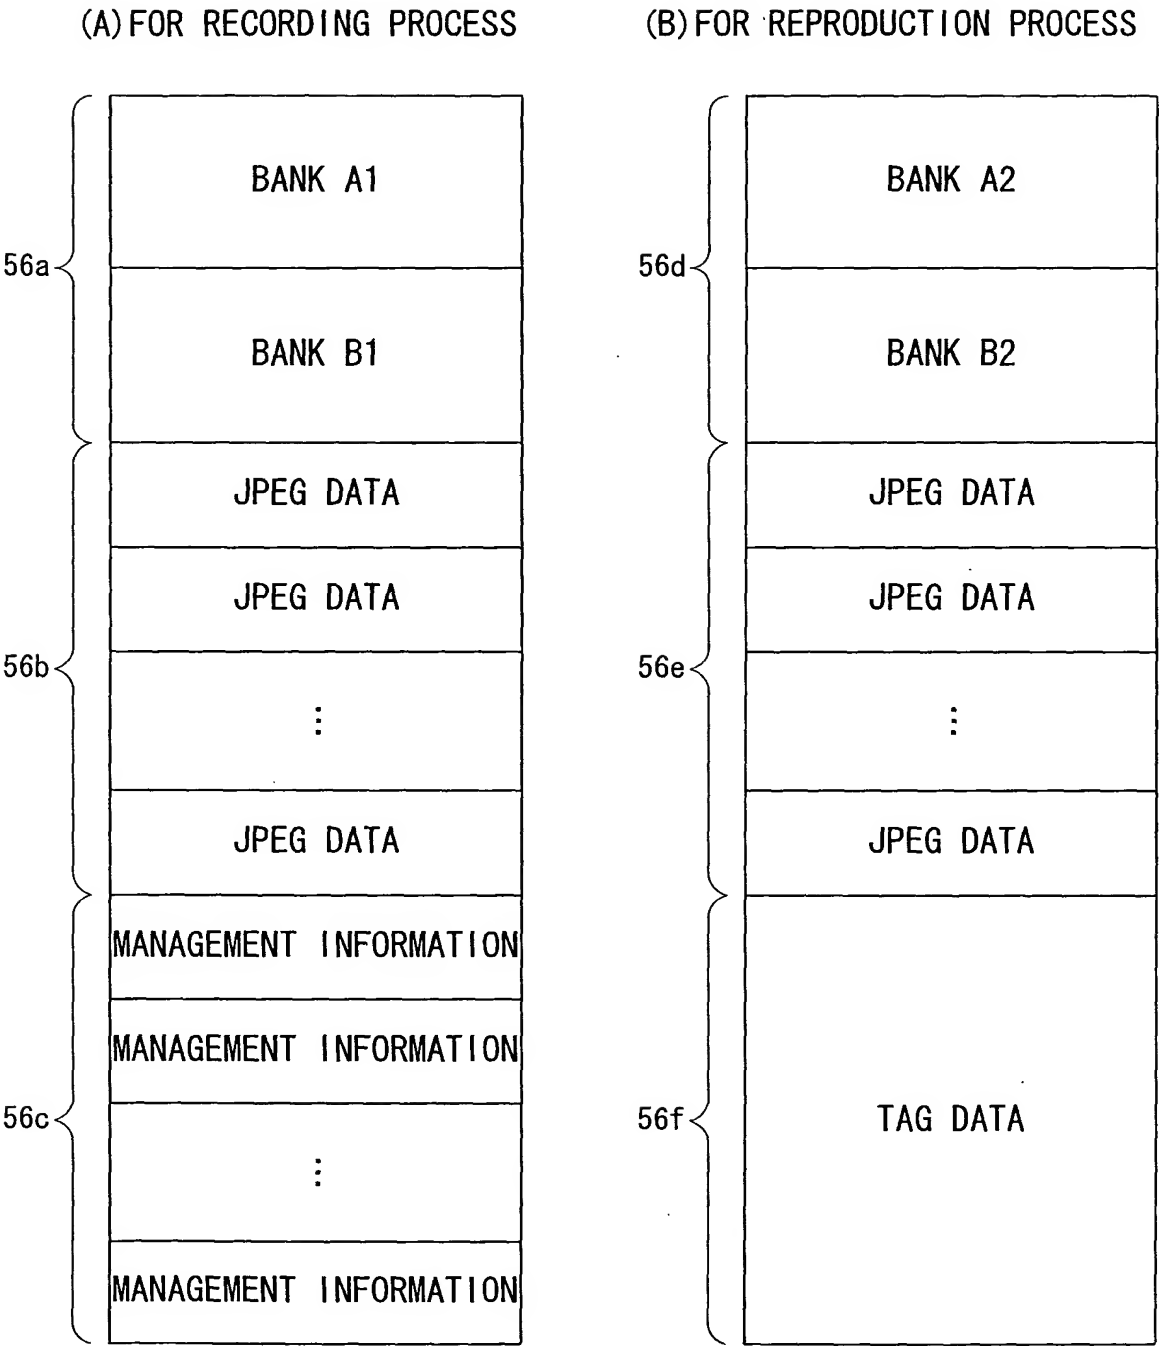 (A) FOR RECORDING PROCESS
56a
BANK A1
BANK B1
56b
JPEG DATA
JPEG DATA
⋮
JPEG DATA
56c
MANAGEMENT INFORMATION
MANAGEMENT INFORMATION
⋮
MANAGEMENT INFORMATION
(B) FOR REPRODUCTION PROCESS
56d
BANK A2
BANK B2
56e
JPEG DATA
JPEG DATA
⋮
JPEG DATA
56f
TAG DATA